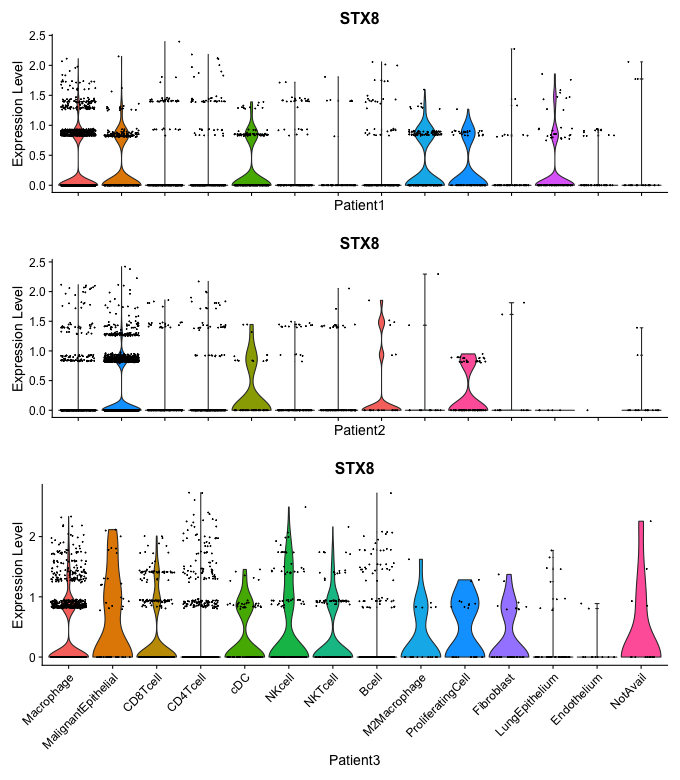 STX8
Expression Level
2.5
2.0
1.5
1.0
0.5
0.0
Patient1
STX8
Expression Level
2.5
2.0
1.5
1.0
0.5
0.0
Patient2
STX8
Expression Level
2
1
0
Macrophage
MalignantEpithelial
CD8Tcell
CD4Tcell
cDC
NKcell
NKTcell
Bcell
M2Macrophage
ProliferatingCell
Fibroblast
LungEpithelium
Endothelium
NotAvail
Patient3